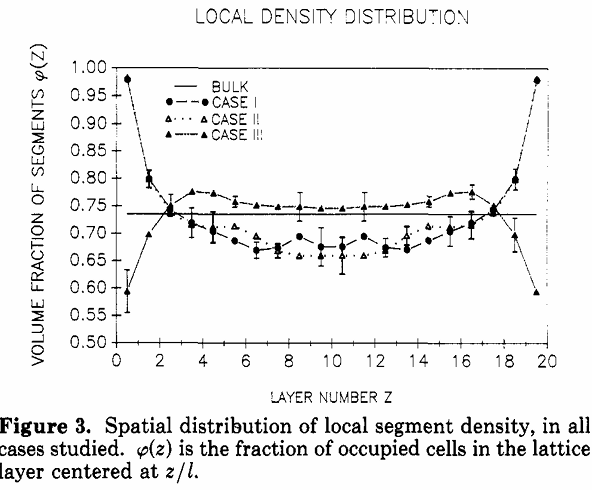 LOCAL DENSITY DISTRIBUTION
VOLUME FRACTION OF SEGMENTS φ(Z)
1.00
0.95
0.90
0.85
0.80
0.75
0.70
0.65
0.60
0.55
0.50
BULK
CASE I
CASE II
CASE III
0 2 4 6 8 10 12 14 16 18 20
LAYER NUMBER Z
Figure 3. Spatial distribution of local segment density, in all
cases studied. φ(z) is the fraction of occupied cells in the lattice
layer centered at z/l.